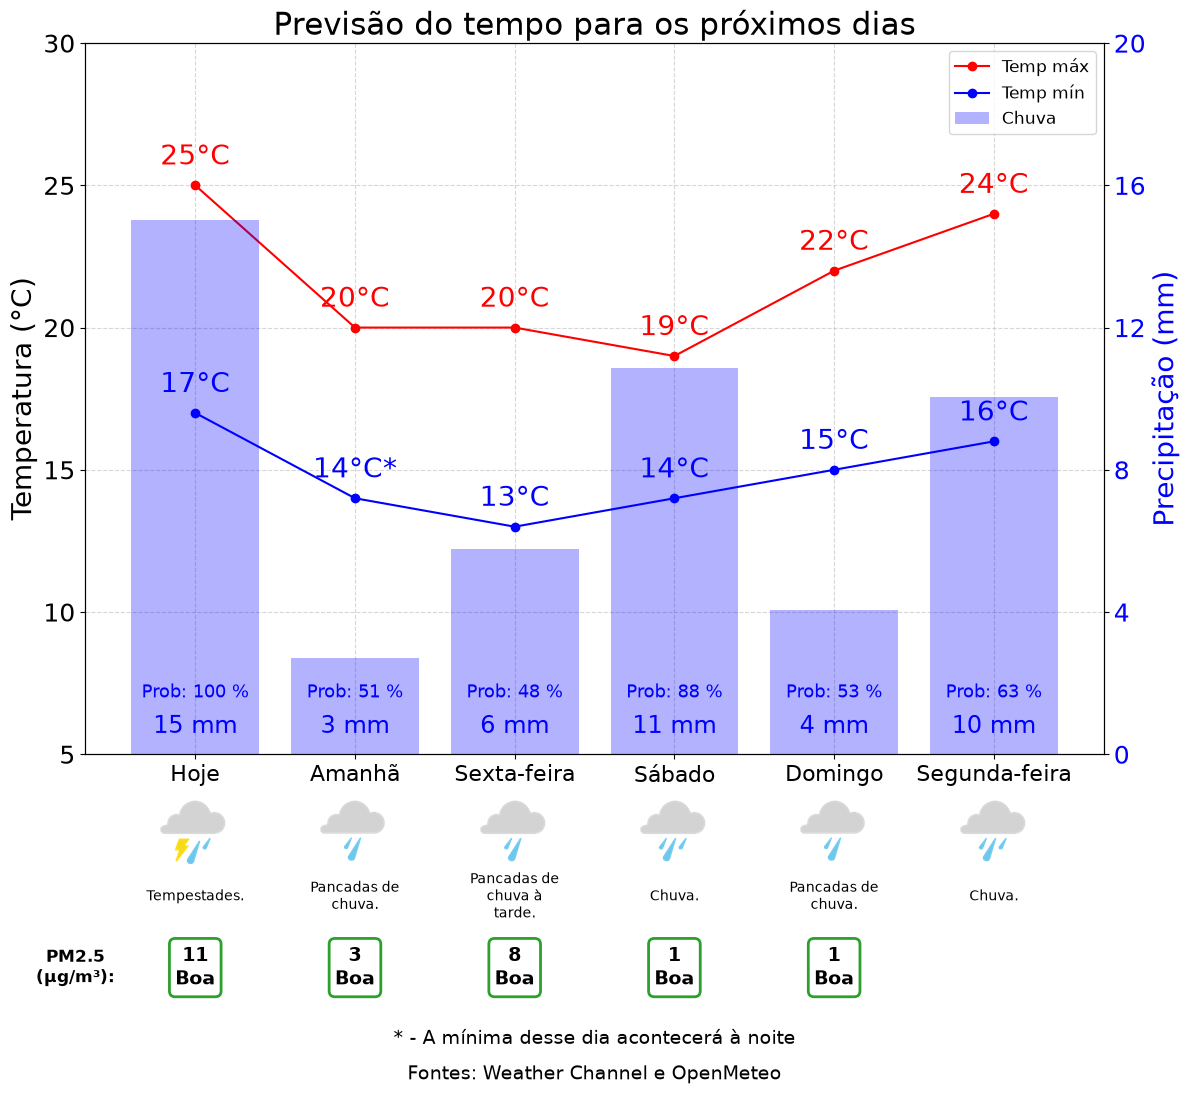 Previsão do tempo para os próximos dias
30
25
20
15
10
5
Temperatura (°C)
20
16
12
8
4
0
Precipitação (mm)
Temp máx
Temp mín
Chuva
25°C
20°C
20°C
19°C
22°C
24°C
17°C
14°C*
13°C
14°C
15°C
16°C
Prob: 100 %
Prob: 51 %
Prob: 48 %
Prob: 88 %
Prob: 53 %
Prob: 63 %
15 mm
3 mm
6 mm
11 mm
4 mm
10 mm
Hoje
Amanhã
Sexta-feira
Sábado
Domingo
Segunda-feira
Tempestades.
Pancadas de
chuva.
Pancadas de
chuva à
tarde.
Chuva.
Pancadas de
chuva.
Chuva.
PM2.5
(µg/m³):
11
Boa
3
Boa
8
Boa
1
Boa
1
Boa
* - A mínima desse dia acontecerá à noite
Fontes: Weather Channel e OpenMeteo